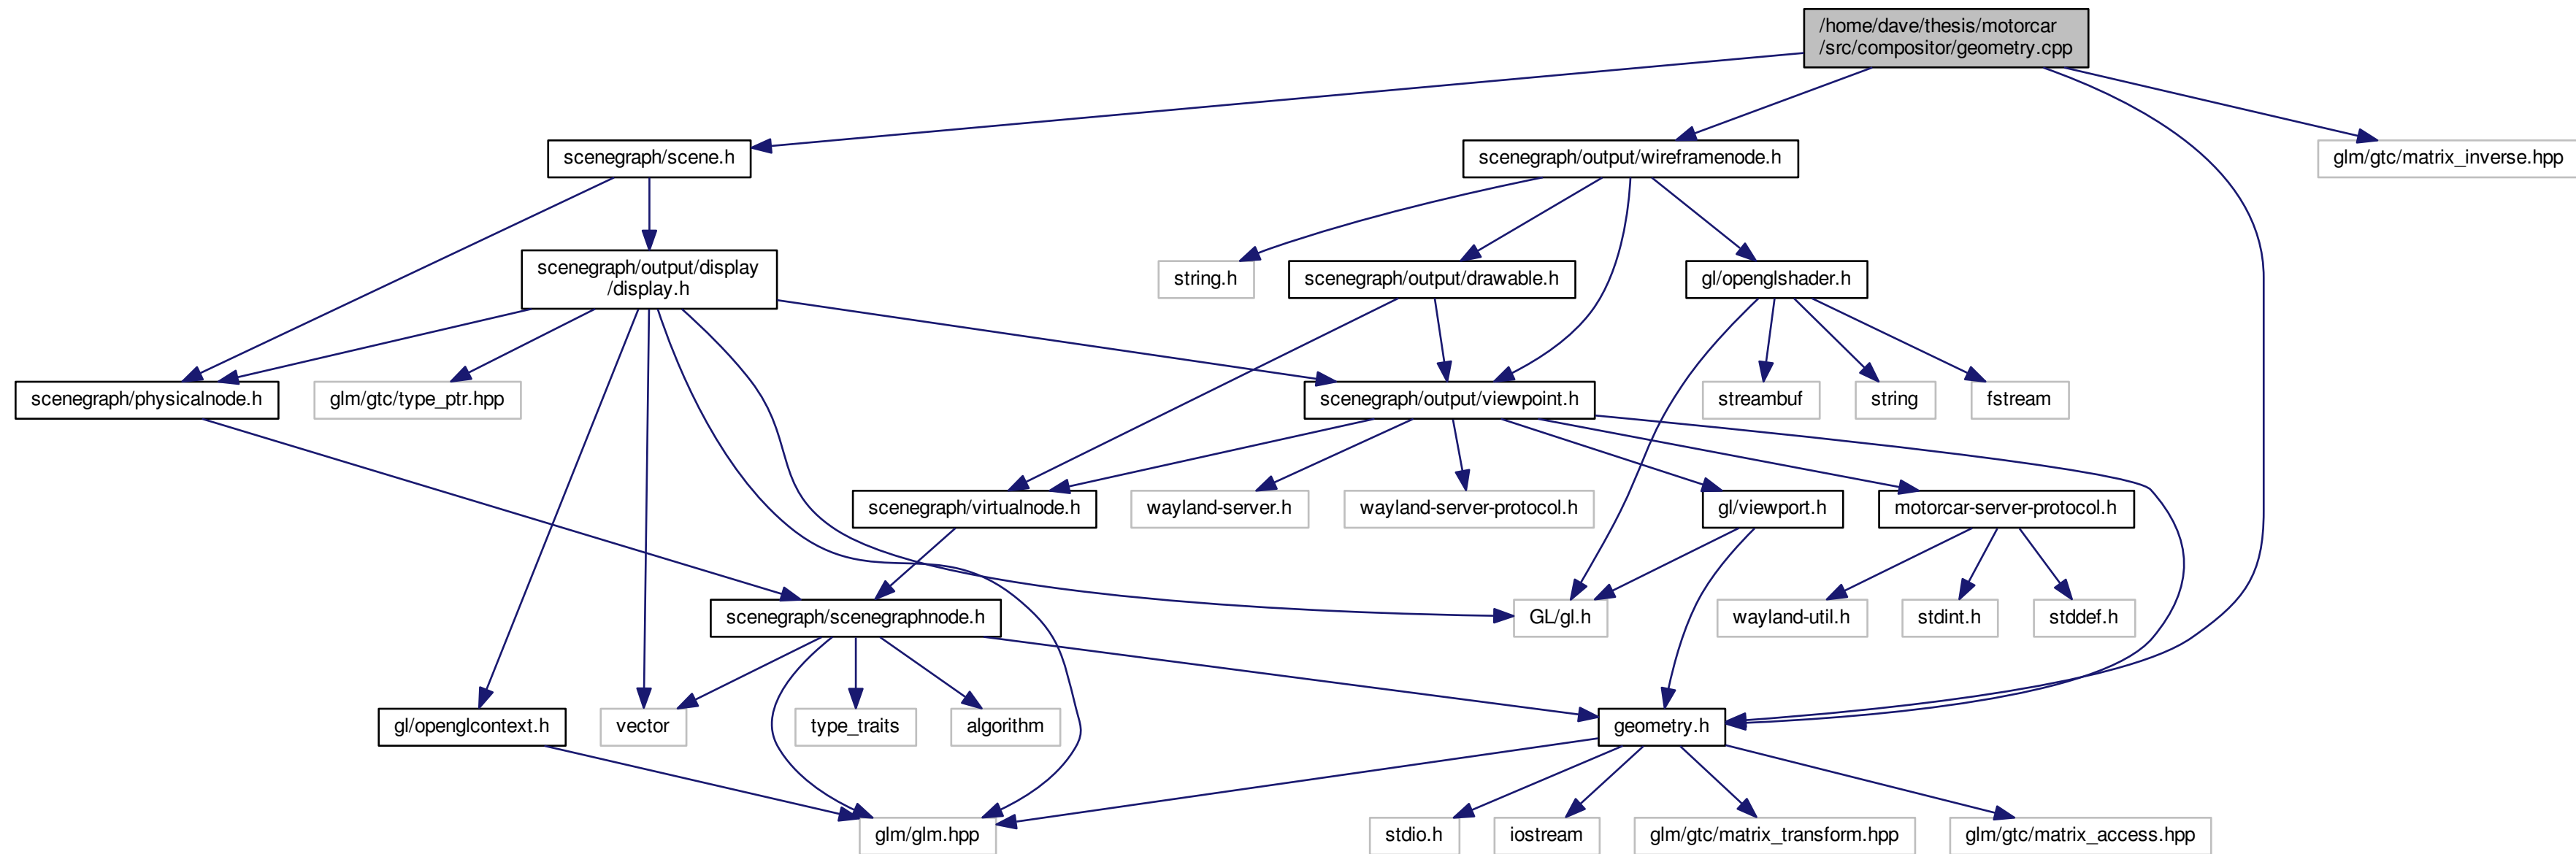 /home/dave/thesis/motorcar
/src/compositor/geometry.cpp
scenegraph/scene.h
scenegraph/output/wireframenode.h
glm/gtc/matrix_inverse.hpp
scenegraph/output/display
/display.h
string.h
scenegraph/output/drawable.h
gl/openglshader.h
scenegraph/physicalnode.h
glm/gtc/type_ptr.hpp
scenegraph/output/viewpoint.h
streambuf
string
fstream
scenegraph/virtualnode.h
wayland-server.h
wayland-server-protocol.h
gl/viewport.h
motorcar-server-protocol.h
scenegraph/scenegraphnode.h
GL/gl.h
wayland-util.h
stdint.h
stddef.h
gl/openglcontext.h
vector
type_traits
algorithm
geometry.h
glm/glm.hpp
stdio.h
iostream
glm/gtc/matrix_transform.hpp
glm/gtc/matrix_access.hpp